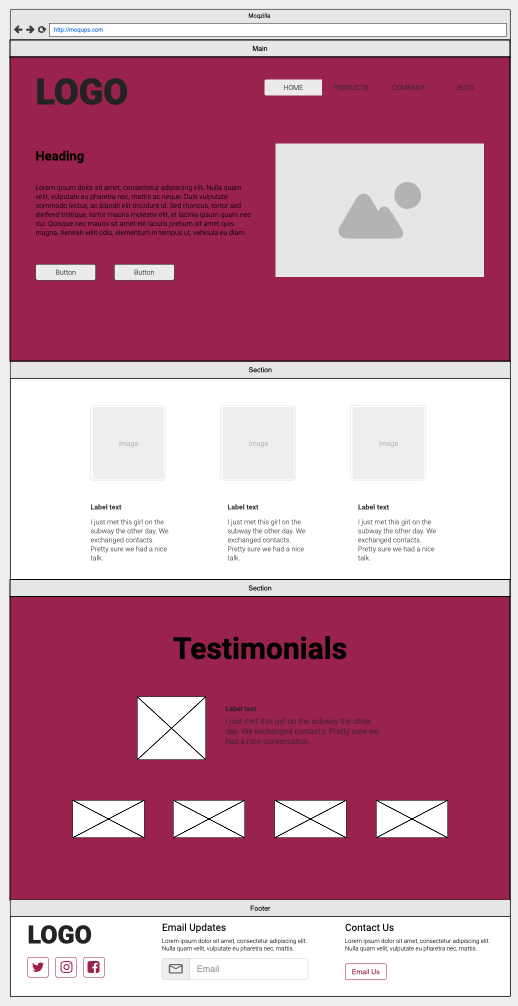 Moqzilla
http://moqups.com
Main
LOGO
HOME PRODUCTS COMPANY BLOG
Heading
Lorem ipsum dolor sit amet, consectetur adipiscing elit. Nulla quam
velit, vulputate eu pharetra nec, mattis ac neque. Duis vulputate
commodo lectus, ac blandit elit tincidunt id. Sed rhoncus, tortor sed
eleifend tristique, tortor mauris molestie elit, et lacinia ipsum quam nec
dui. Quisque nec mauris sit amet elit iaculis pretium sit amet quis
magna. Aenean velit odio, elementum in tempus ut, vehicula eu diam.
Button Button
Section
Image Image Image
Label text
I just met this girl on the
subway the other day. We
exchanged contacts.
Pretty sure we had a nice
talk.
Label text
I just met this girl on the
subway the other day. We
exchanged contacts.
Pretty sure we had a nice
talk.
Label text
I just met this girl on the
subway the other day. We
exchanged contacts.
Pretty sure we had a nice
talk.
Section
Testimonials
Label text
I just met this girl on the subway the other
day. We exchanged contacts. Pretty sure we
had a nice conversation.
Footer
LOGO
Email Updates
Lorem ipsum dolor sit amet, consectetur adipiscing elit.
Nulla quam velit, vulputate eu pharetra nec, mattis.
Email
Contact Us
Lorem ipsum dolor sit amet, consectetur adipiscing elit.
Nulla quam velit, vulputate eu pharetra nec, mattis.
Email Us